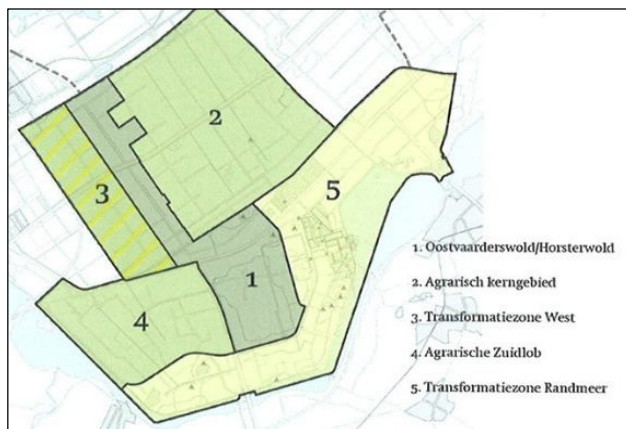 2
3
5
1
4
1. Oostvaarderswold/Horsterwold
2. Agrarisch kerngebied
3. Transformatiezone West
4. Agrarische Zuidlob
5. Transformatiezone Randmeer